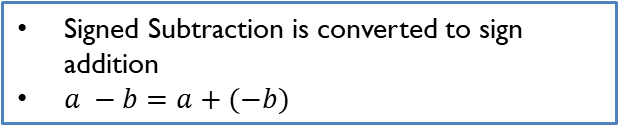 • Signed Subtraction is converted to sign
addition
• a − b = a + (−b)